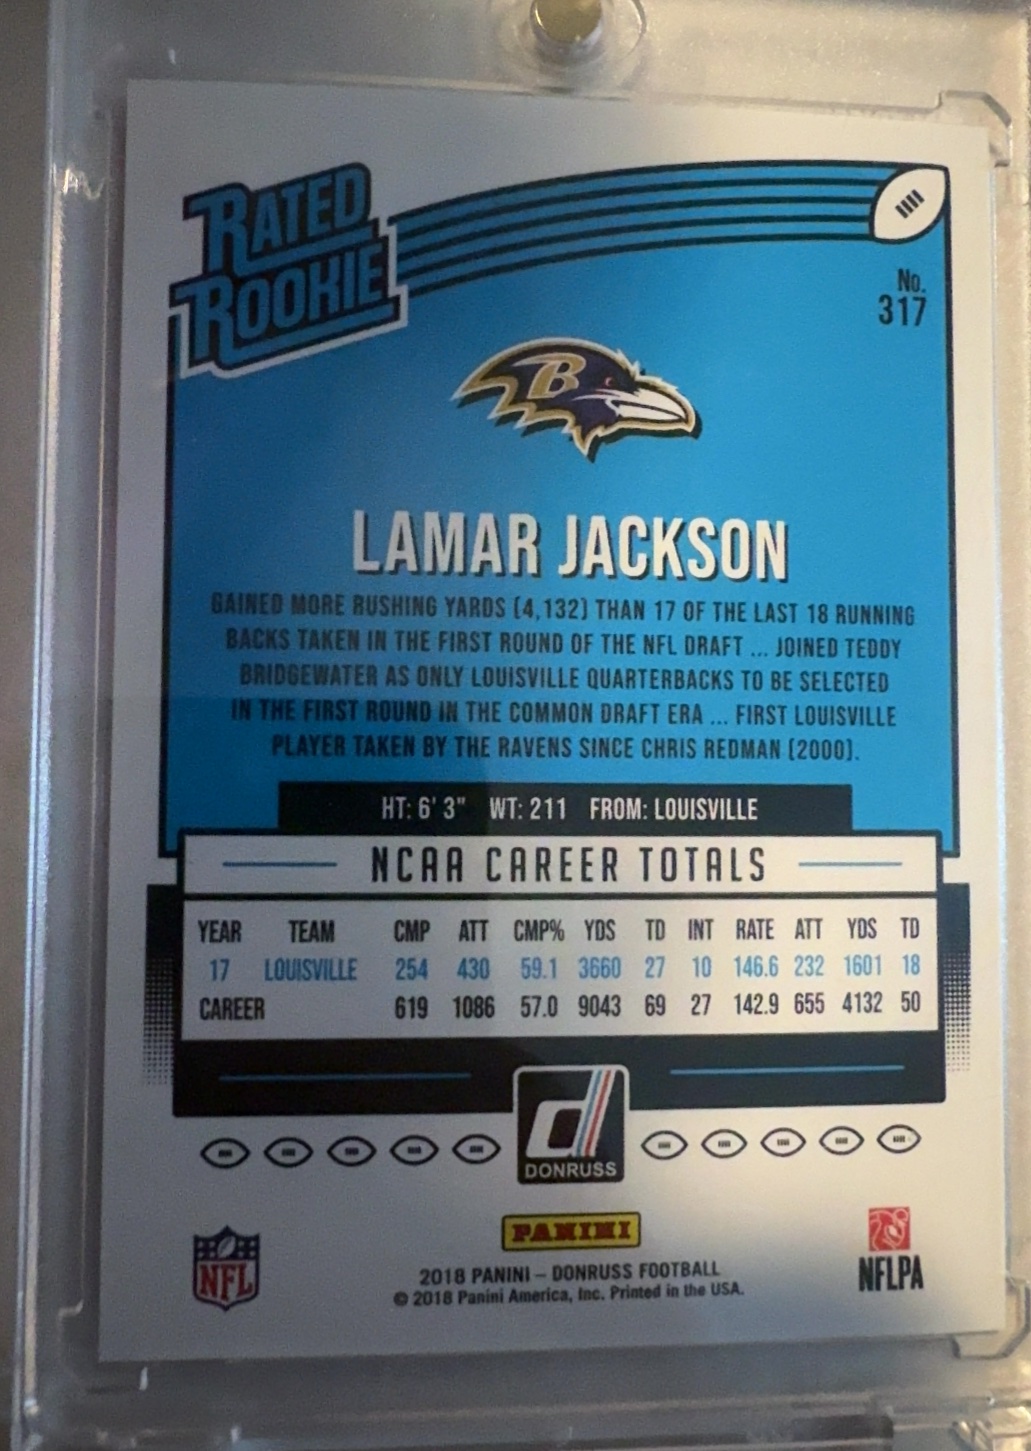 RATED
ROOKIE
No.
317
B
LAMAR JACKSON
GAINED MORE RUSHING YARDS (4,132) THAN 17 OF THE LAST 18 RUNNING
BACKS TAKEN IN THE FIRST ROUND OF THE NFL DRAFT ... JOINED TEDDY
BRIDGEWATER AS ONLY LOUISVILLE QUARTERBACKS TO BE SELECTED
IN THE FIRST ROUND IN THE COMMON DRAFT ERA ... FIRST LOUISVILLE
PLAYER TAKEN BY THE RAVENS SINCE CHRIS REDMAN (2000).
HT: 6' 3" WT: 211 FROM: LOUISVILLE
NCAA CAREER TOTALS
YEAR TEAM CMP ATT CMP% YDS TD INT RATE ATT YDS TD
17 LOUISVILLE 254 430 59.1 3660 27 10 146.6 232 1601 18
CAREER 619 1086 57.0 9043 69 27 142.9 655 4132 50
d
DONRUSS
PANINI
NFL
NFLPA
2018 PANINI – DONRUSS FOOTBALL
© 2018 Panini America, Inc. Printed in the USA.